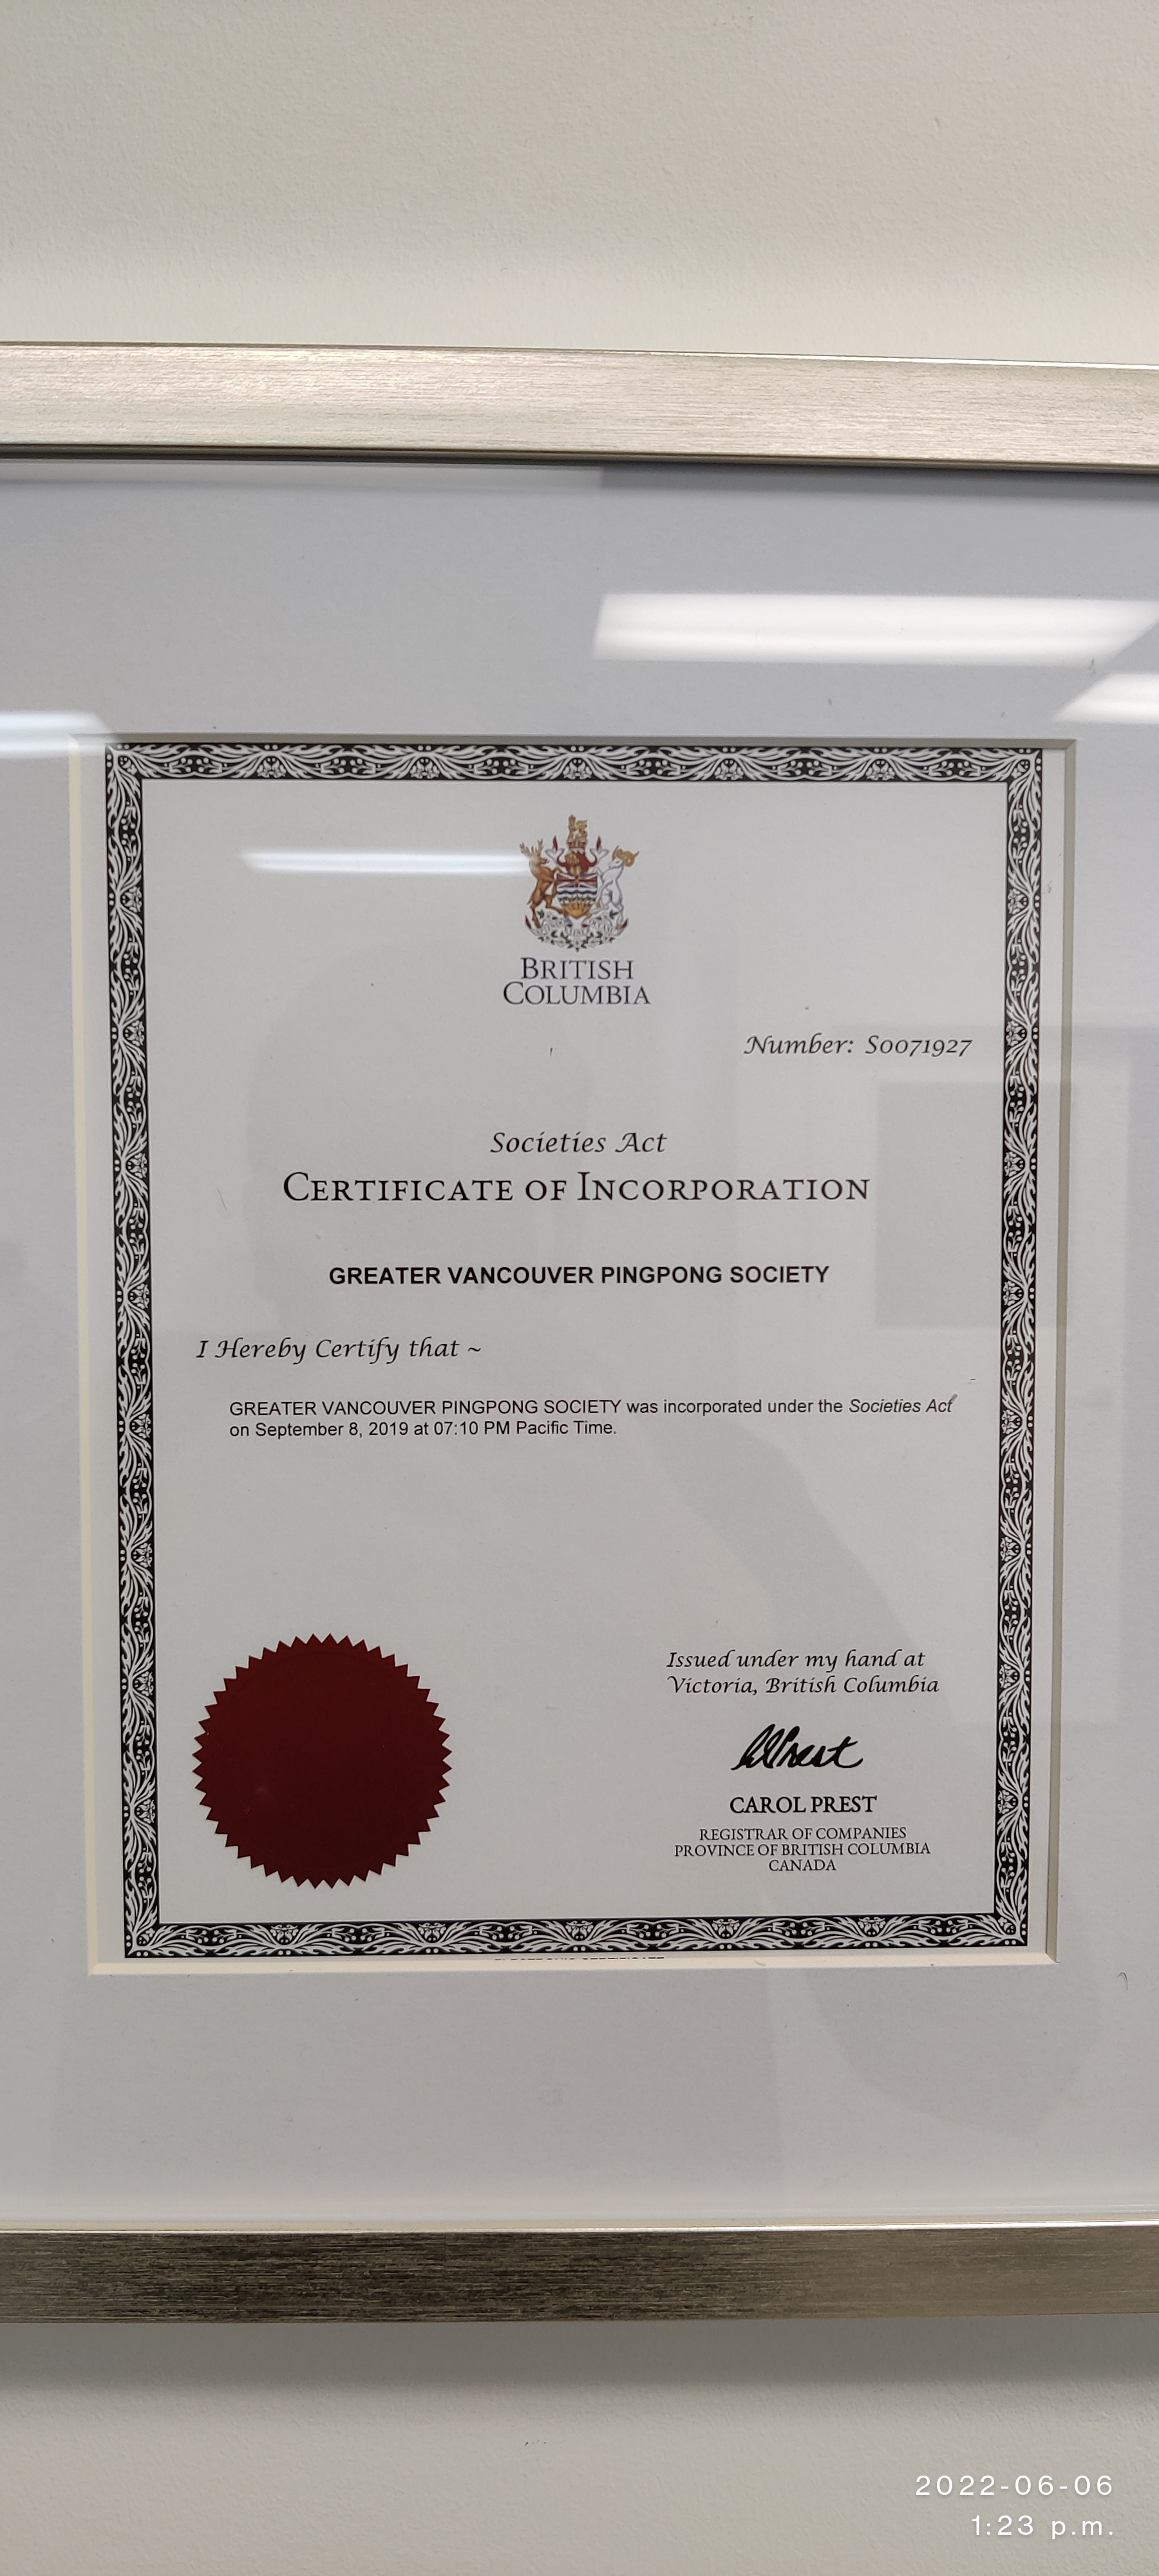 BRITISH
COLUMBIA
Number: S0071927
Societies Act
CERTIFICATE OF INCORPORATION
GREATER VANCOUVER PINGPONG SOCIETY
I Hereby Certify that ~
GREATER VANCOUVER PINGPONG SOCIETY was incorporated under the Societies Act
on September 8, 2019 at 07:10 PM Pacific Time.
Issued under my hand at
Victoria, British Columbia
CPrest
CAROL PREST
REGISTRAR OF COMPANIES
PROVINCE OF BRITISH COLUMBIA
CANADA
ELECTRONIC CERTIFICATE
2022-06-06
1:23 p.m.